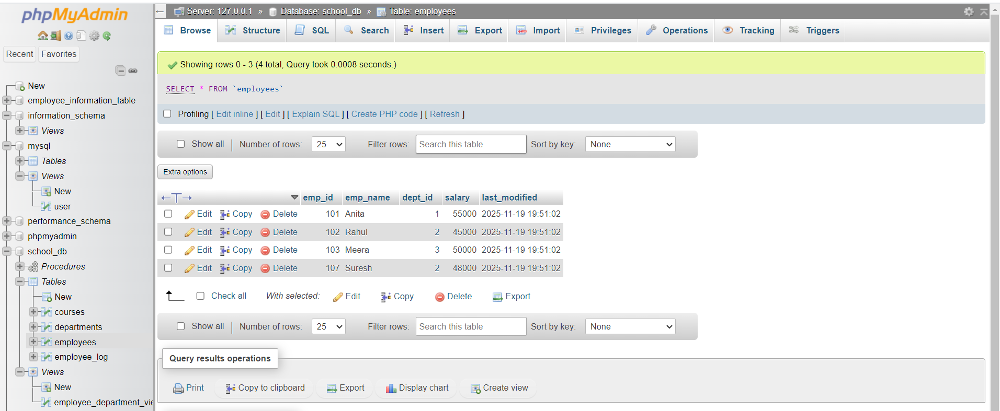 phpMyAdmin
Recent Favorites
New
employee_information_table
information_schema
Views
mysql
Tables
Views
New
user
performance_schema
phpmyadmin
school_db
Procedures
Tables
New
courses
departments
employees
employee_log
Views
New
employee_department_vie
Server: 127.0.0.1 » Database: school_db » Table: employees
Browse Structure SQL Search Insert Export Import Privileges Operations Tracking Triggers
Showing rows 0 - 3 (4 total, Query took 0.0008 seconds.)
SELECT * FROM `employees`
Profiling [ Edit inline ] [ Edit ] [ Explain SQL ] [ Create PHP code ] [ Refresh ]
Show all Number of rows: 25 Filter rows: Search this table Sort by key: None
Extra options
emp_id emp_name dept_id salary last_modified
Edit Copy Delete 101 Anita 1 55000 2025-11-19 19:51:02
Edit Copy Delete 102 Rahul 2 45000 2025-11-19 19:51:02
Edit Copy Delete 103 Meera 3 50000 2025-11-19 19:51:02
Edit Copy Delete 107 Suresh 2 48000 2025-11-19 19:51:02
Check all With selected: Edit Copy Delete Export
Show all Number of rows: 25 Filter rows: Search this table Sort by key: None
Query results operations
Print Copy to clipboard Export Display chart Create view